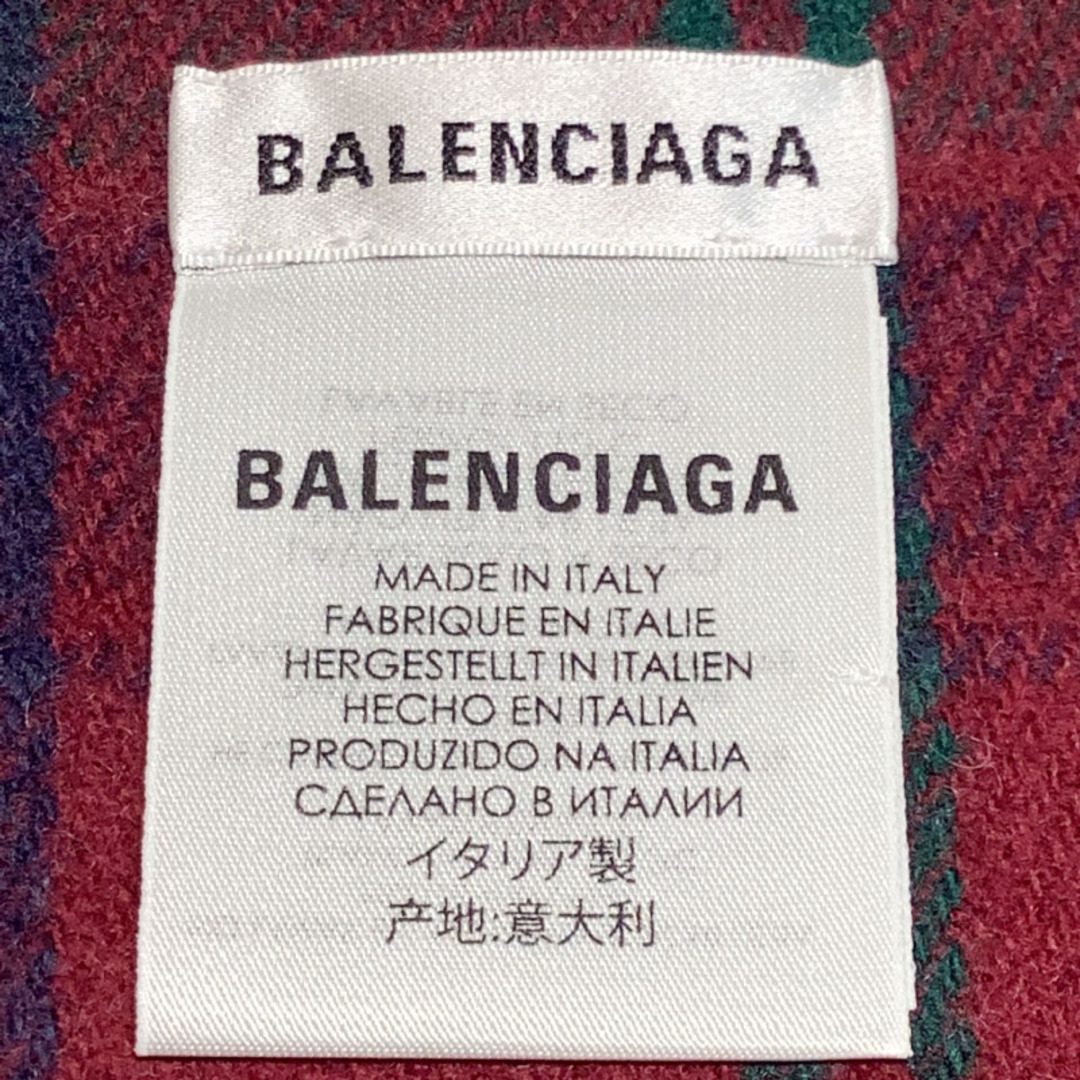 BALENCIAGA
BALENCIAGA
MADE IN ITALY
FABRIQUE EN ITALIE
HERGESTELLT IN ITALIEN
HECHO EN ITALIA
PRODUZIDO NA ITALIA
СДЕЛАНО В ИТАЛИИ
イタリア製
产地:意大利